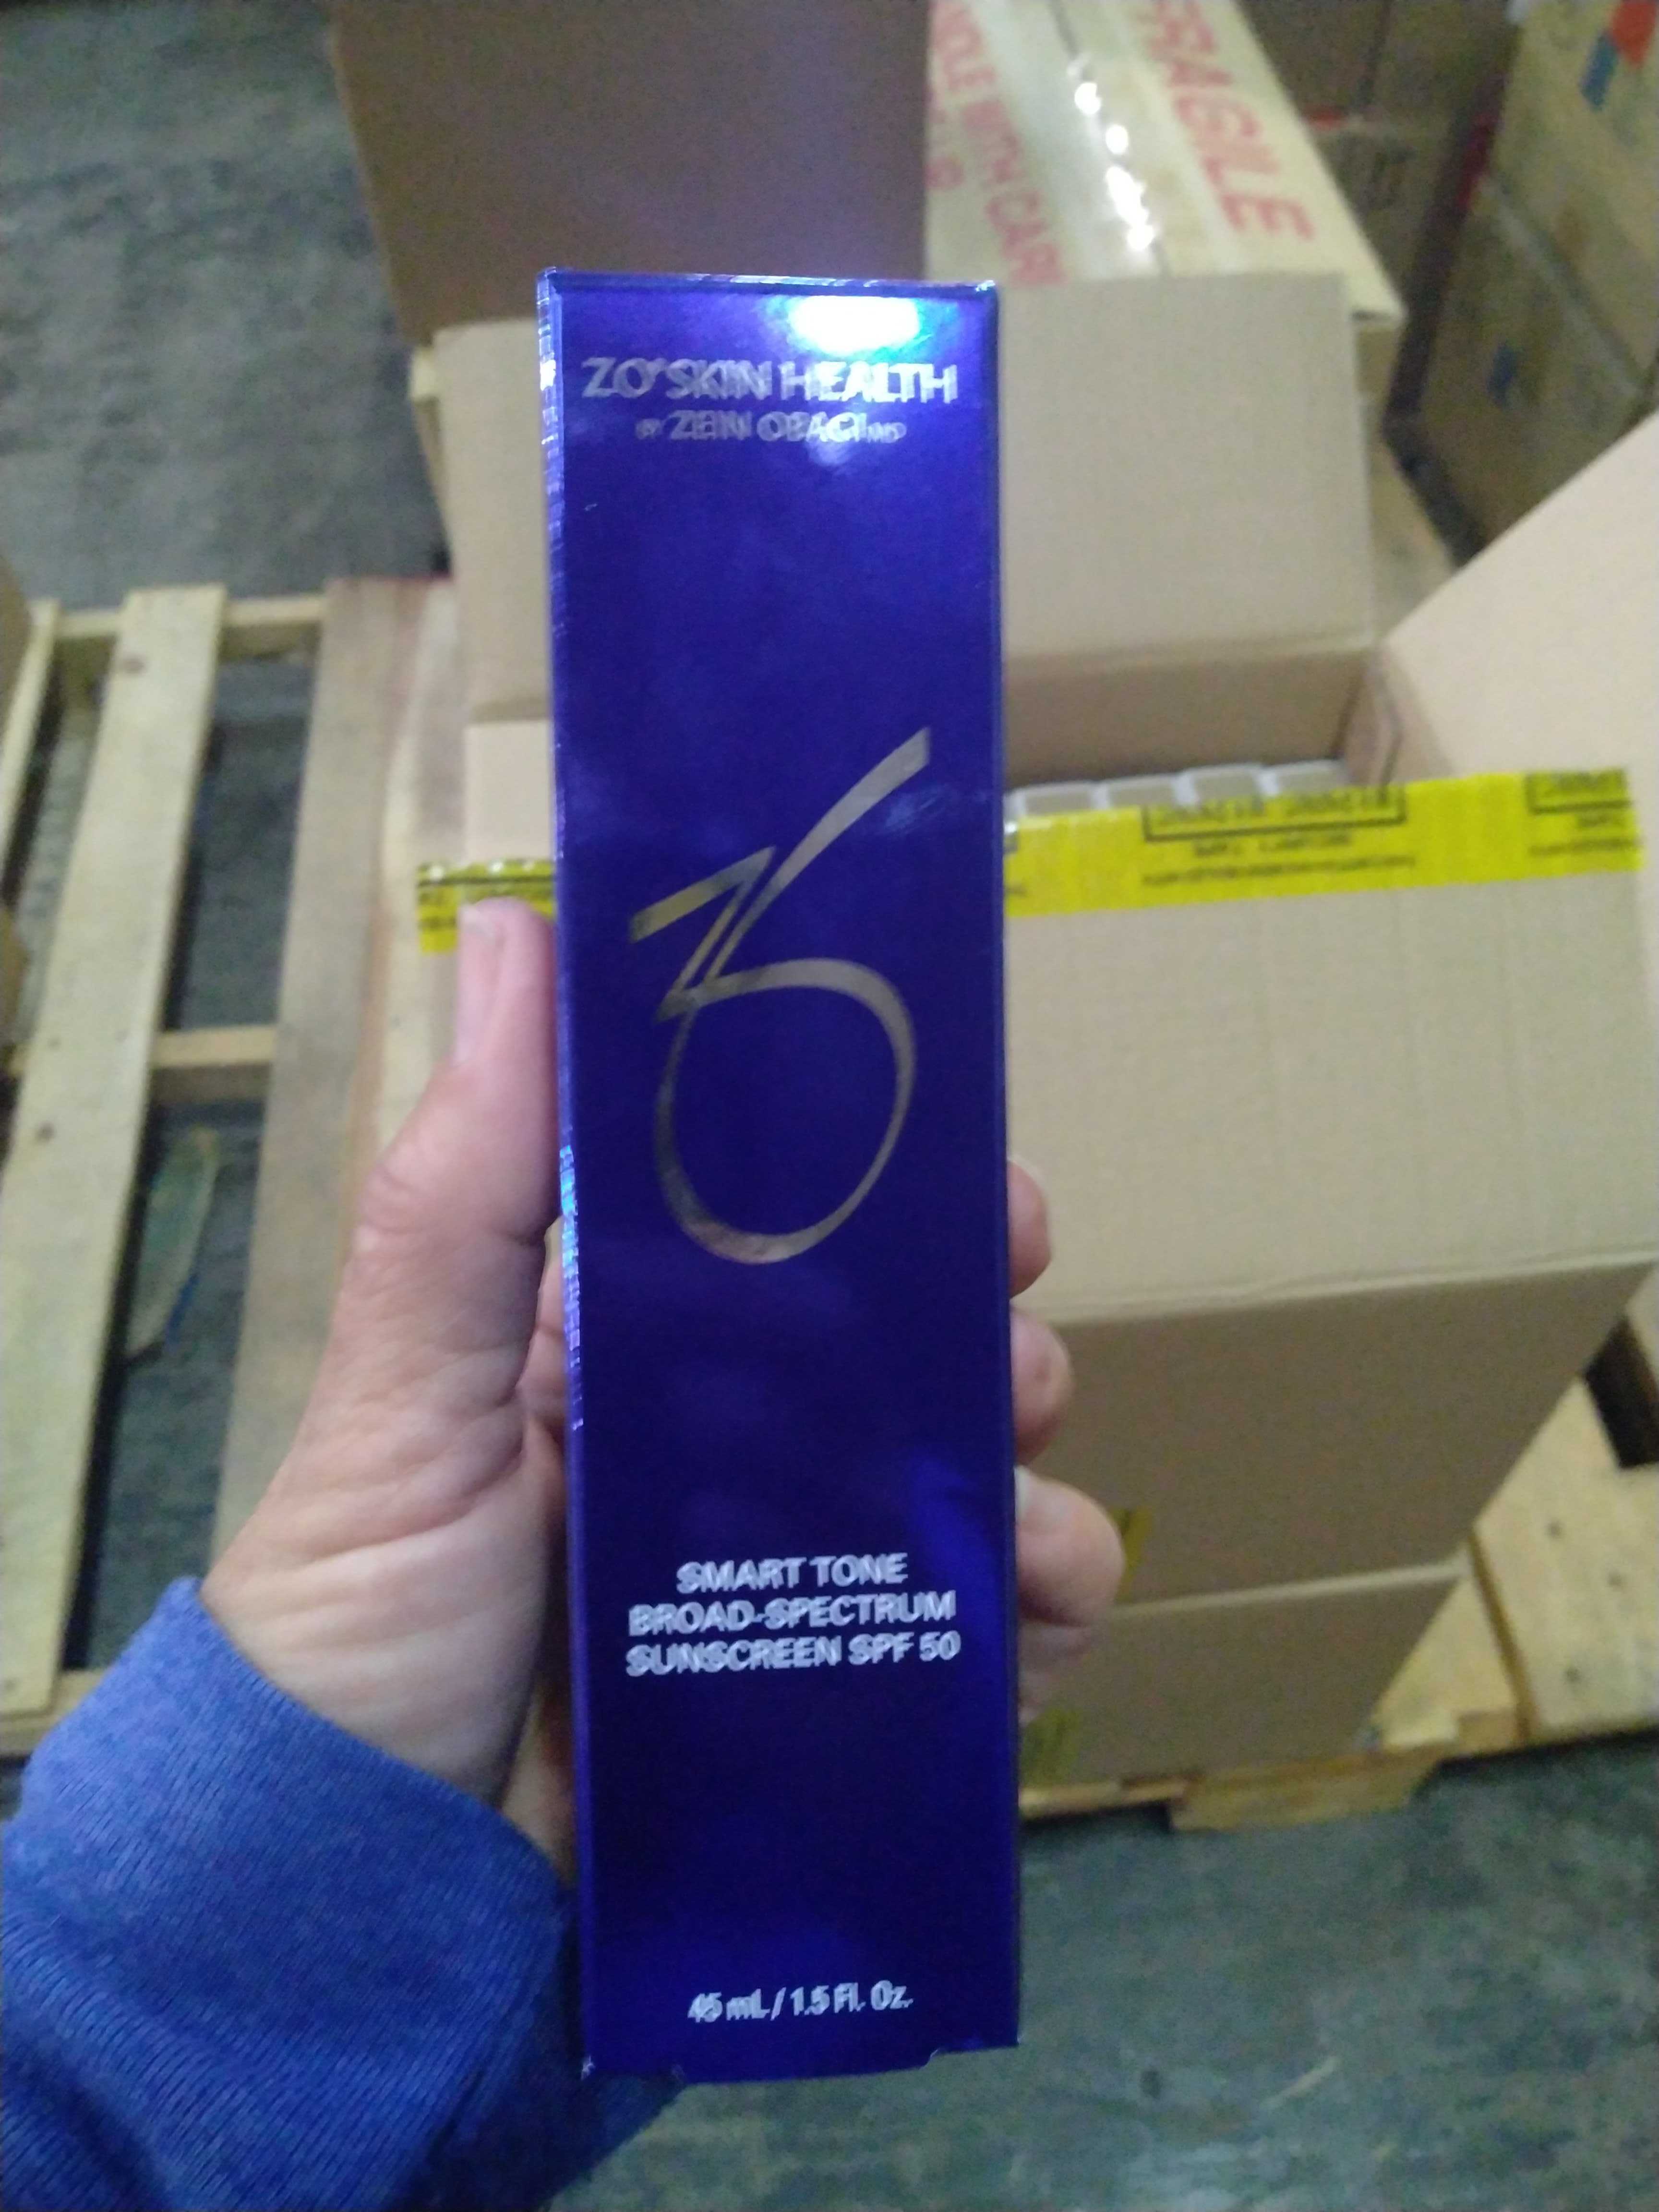 FRAGILE
ZO® SKIN HEALTH
BY ZEIN OBAGI MD
SMART TONE
BROAD-SPECTRUM
SUNSCREEN SPF 50
45 mL / 1.5 Fl. Oz.